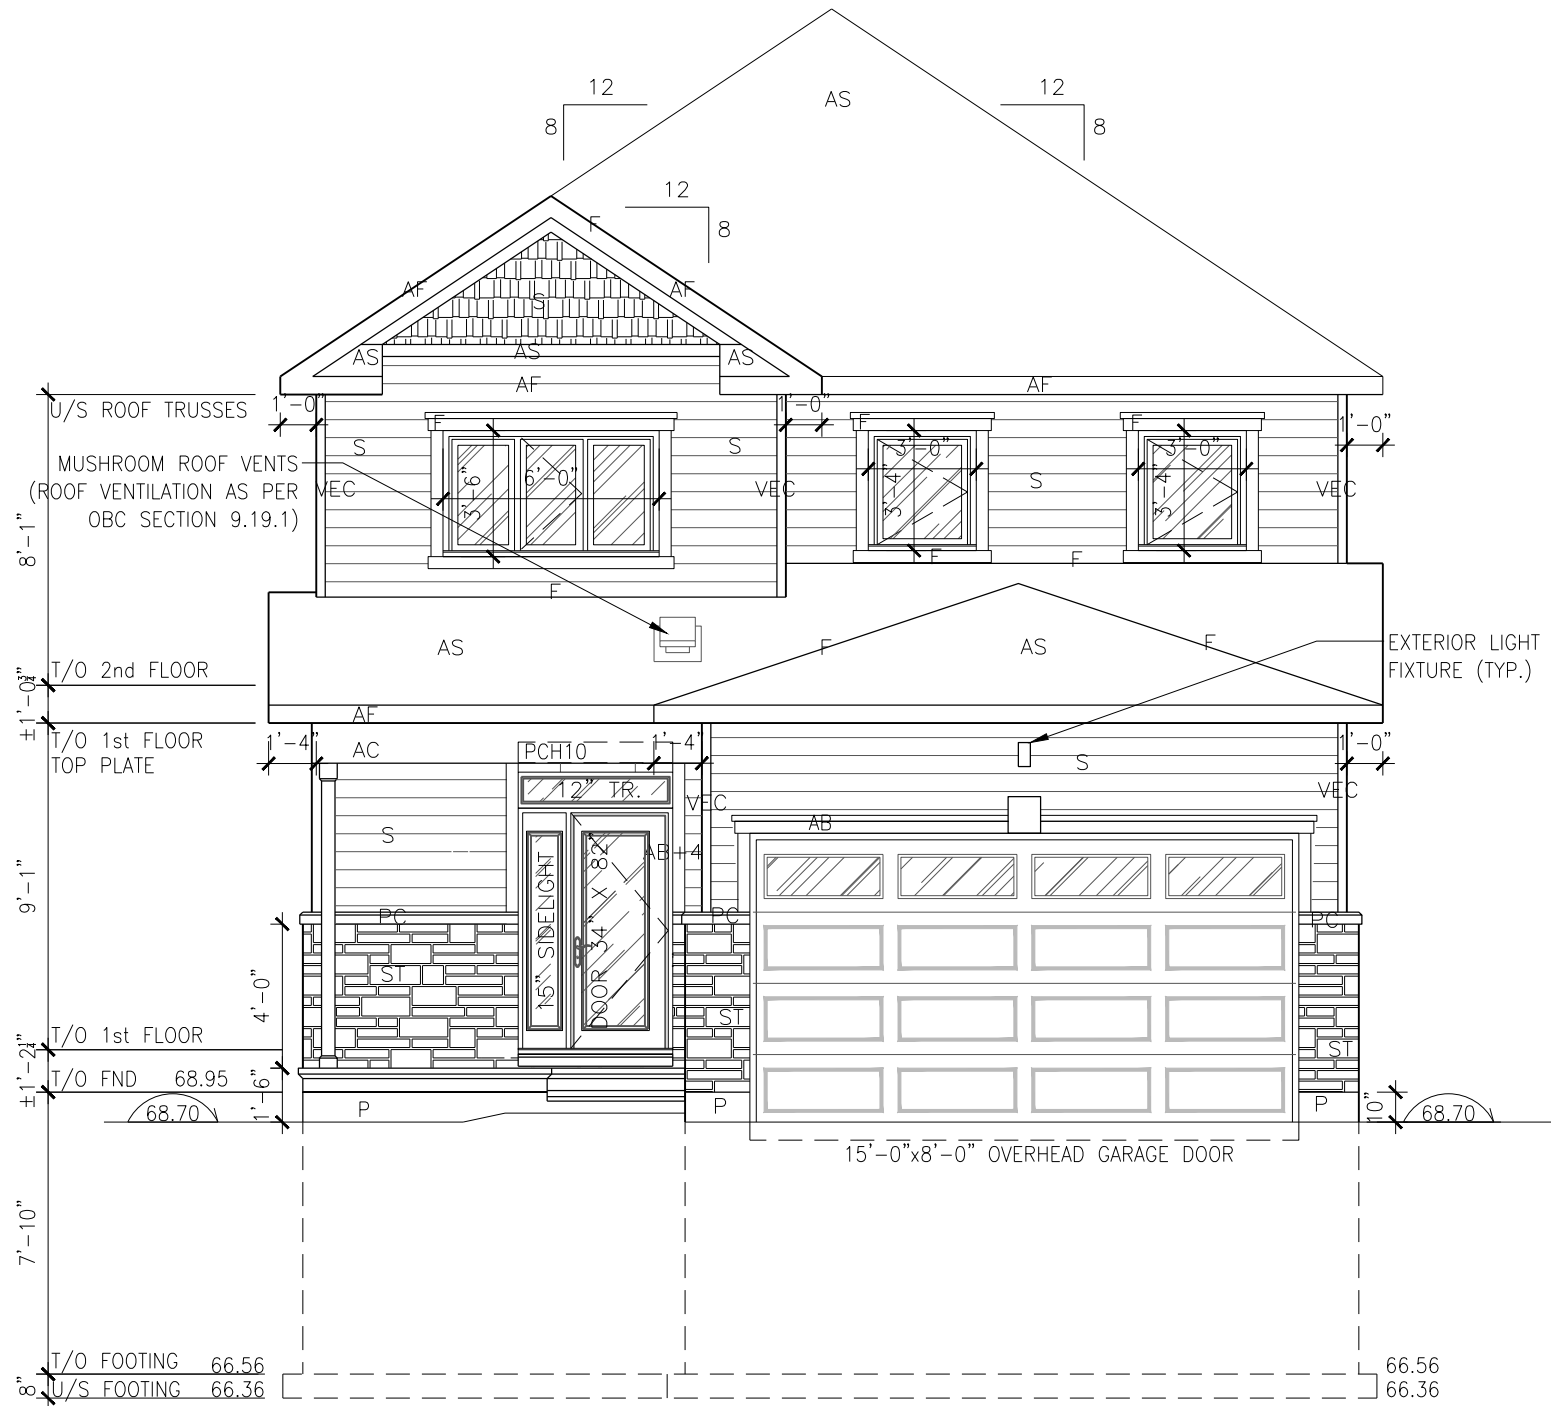 12
8
AS
12
8
12
8
F
AF
AF
S
AS
AS
AS
AF
AF
U/S ROOF TRUSSES
1'-0"
1'-0"
1'-0"
F
F
F
S
S
S
3'-0"
3'-0"
MUSHROOM ROOF VENTS
(ROOF VENTILATION AS PER
OBC SECTION 9.19.1)
6'-0"
3'-6"
3'-4"
3'-4"
VEC
VEC
VEC
8'-1"
F
F
F
AS
F
AS
F
EXTERIOR LIGHT
FIXTURE (TYP.)
T/O 2nd FLOOR
±1'-0¾"
AF
T/O 1st FLOOR
TOP PLATE
1'-4"
AC
PCH10
1'-4"
S
1'-0"
12" TR.
VEC
VEC
AB
S
AB+4
9'-1"
15" SIDELIGHT
DOOR 34" X 82"
PC
PC
PC
ST
4'-0"
ST
ST
T/O 1st FLOOR
±1'-2¼"
T/O FND 68.95
1'-6"
P
P
P
10"
68.70
68.70
15'-0"x8'-0" OVERHEAD GARAGE DOOR
7'-10"
T/O FOOTING 66.56
U/S FOOTING 66.36
8"
66.56
66.36